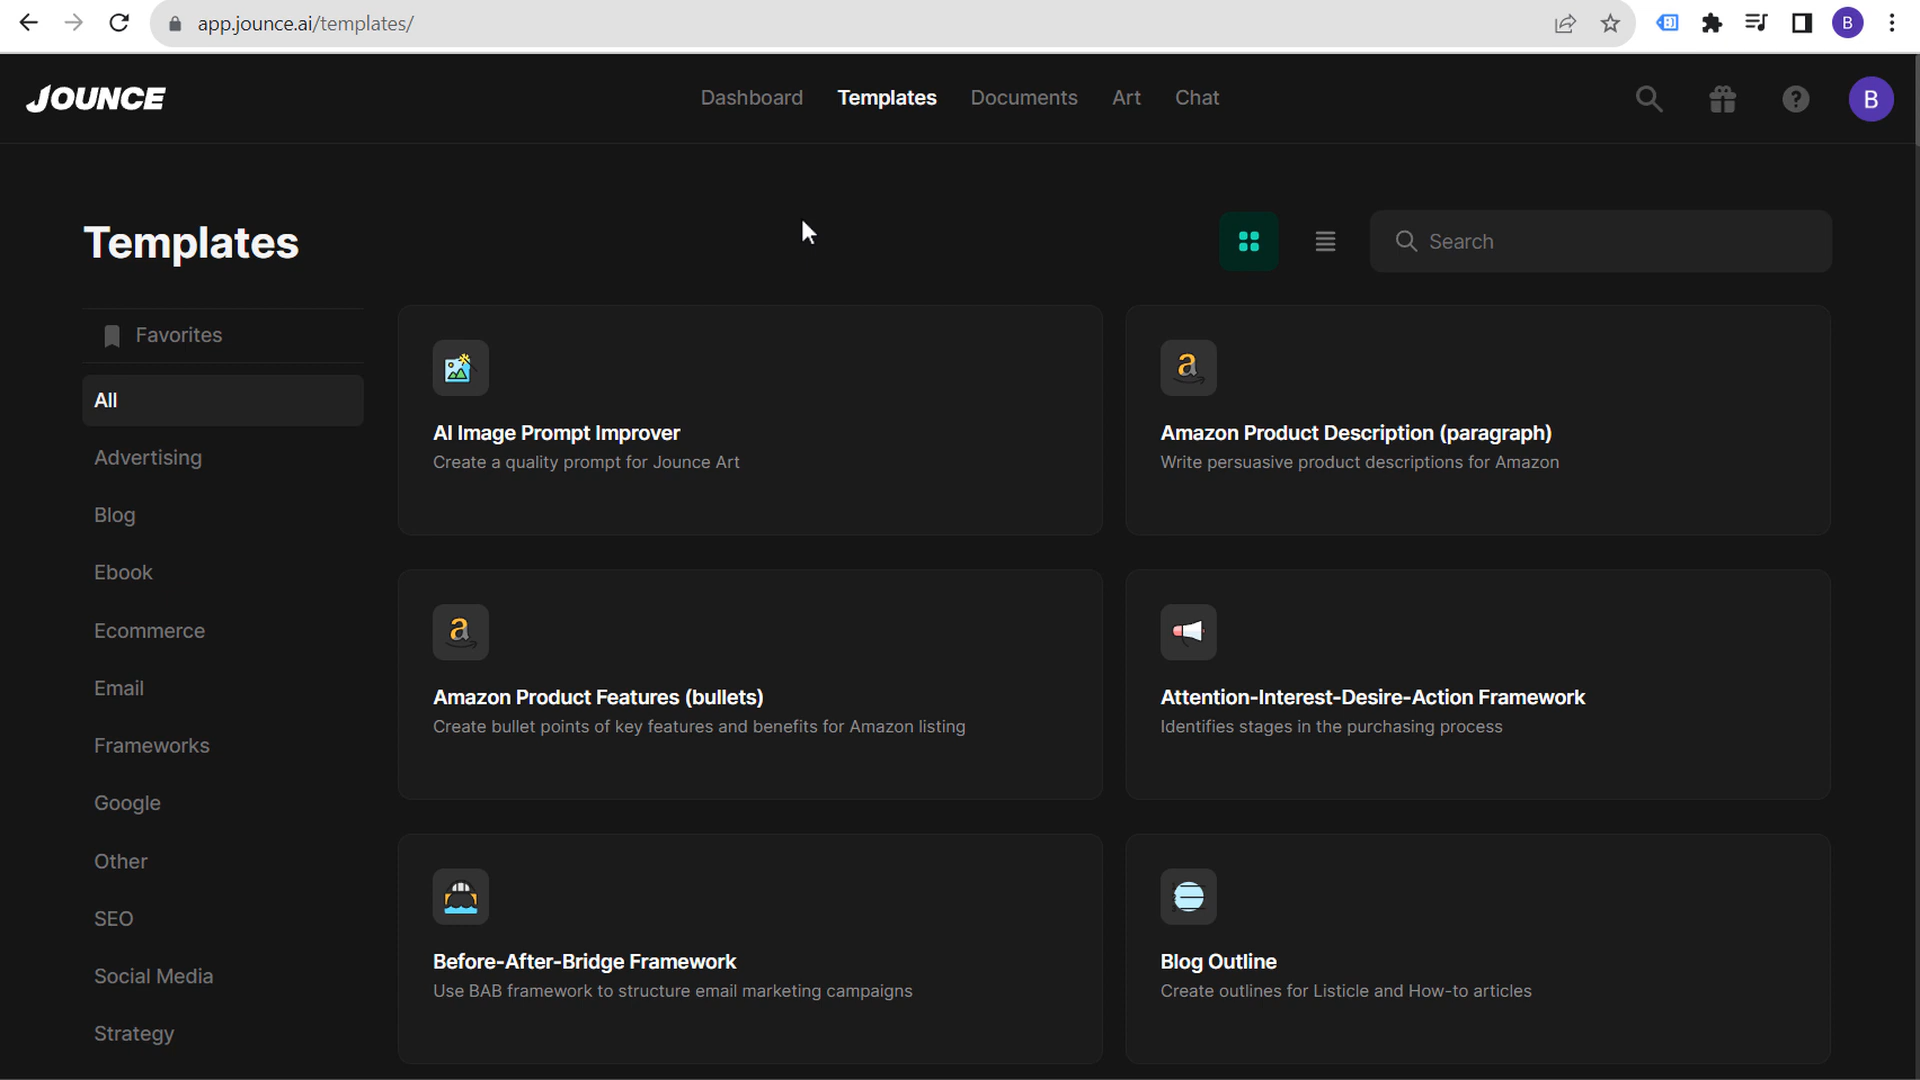 app.jounce.ai/templates/
B
JOUNCE
Dashboard
Templates
Documents
Art
Chat
B
Templates
Search
Favorites
All
Advertising
Blog
Ebook
Ecommerce
Email
Frameworks
Google
Other
SEO
Social Media
Strategy
AI Image Prompt Improver
Create a quality prompt for Jounce Art
a
Amazon Product Description (paragraph)
Write persuasive product descriptions for Amazon
a
Amazon Product Features (bullets)
Create bullet points of key features and benefits for Amazon listing
Attention-Interest-Desire-Action Framework
Identifies stages in the purchasing process
Before-After-Bridge Framework
Use BAB framework to structure email marketing campaigns
Blog Outline
Create outlines for Listicle and How-to articles